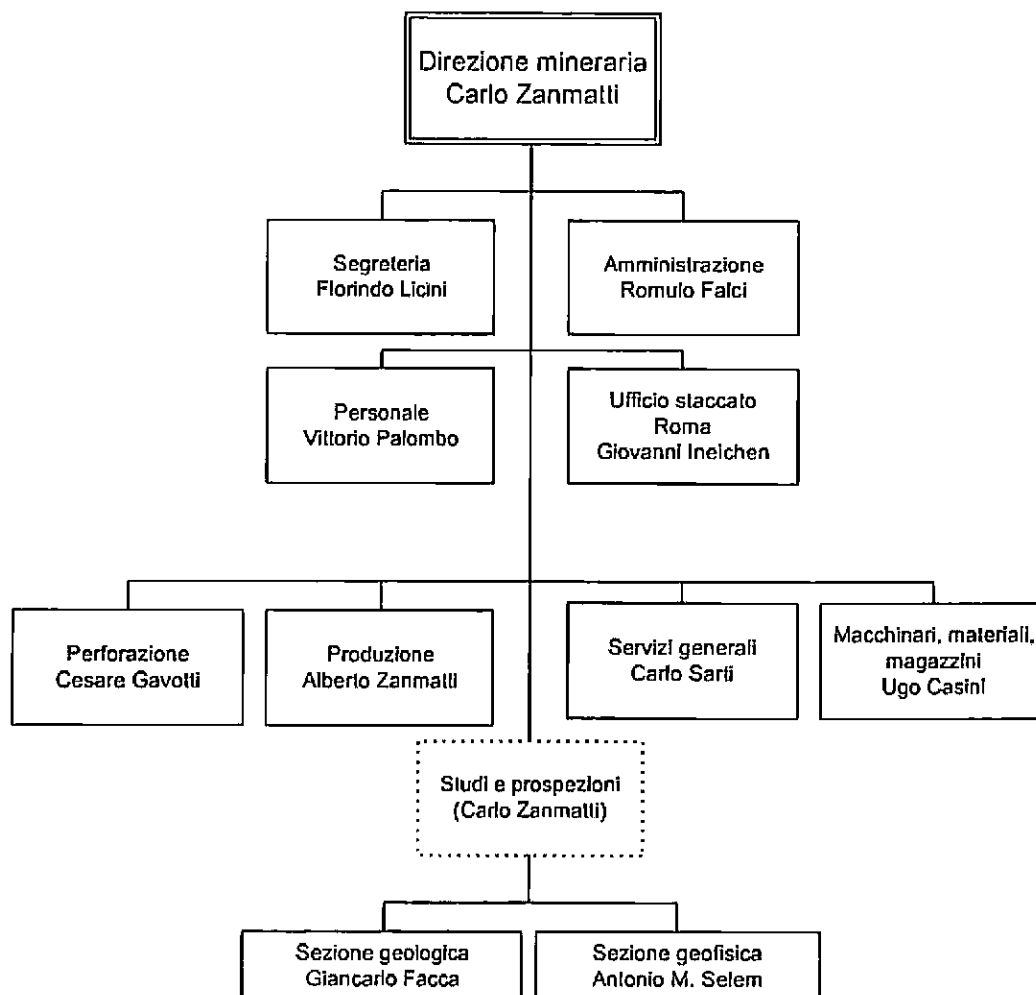 Direzione mineraria
Carlo Zanmatti
Segreteria
Florindo Licini
Amministrazione
Romulo Falci
Personale
Vittorio Palombo
Ufficio staccato
Roma
Giovanni Ineichen
Perforazione
Cesare Gavotti
Produzione
Alberto Zanmatti
Servizi generali
Carlo Sarti
Macchinari, materiali,
magazzini
Ugo Casini
Studi e prospezioni
(Carlo Zanmatti)
Sezione geologica
Giancarlo Facca
Sezione geofisica
Antonio M. Selem